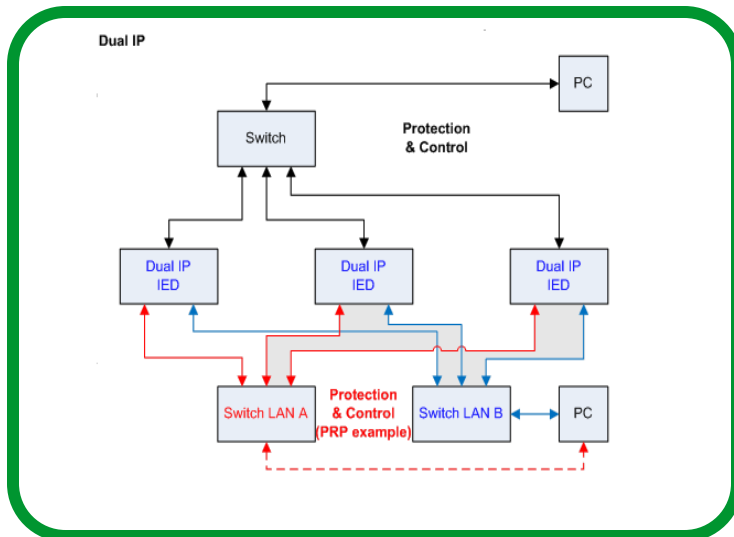 Dual IP
PC
Switch
Protection
& Control
Dual IP
IED
Dual IP
IED
Dual IP
IED
Switch LAN A
Protection
& Control
(PRP example)
Switch LAN B
PC